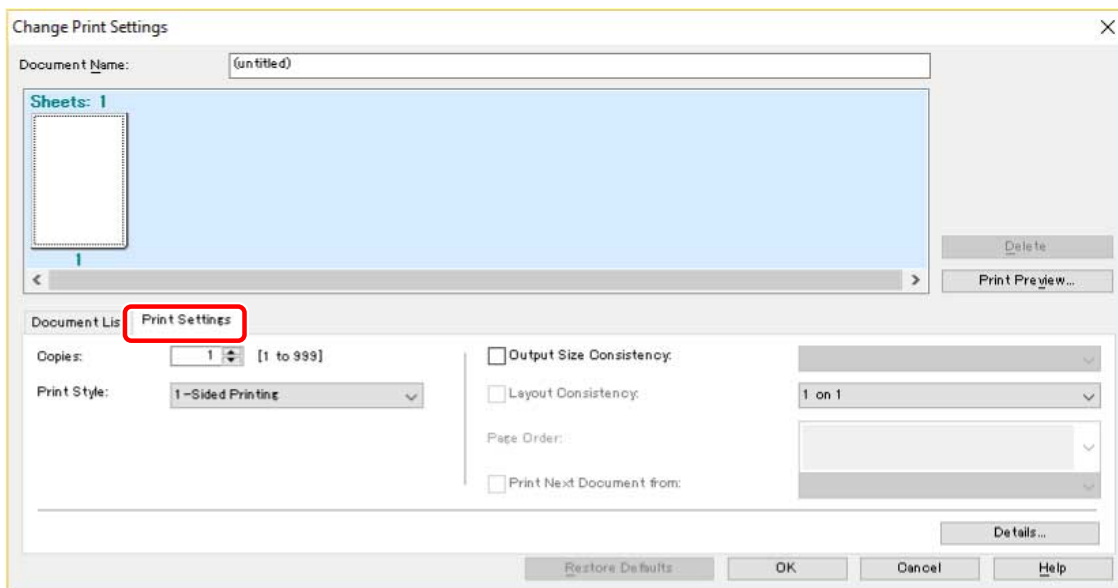 Change Print Settings
Document Name: (untitled)
Sheets: 1
1
Delete
Print Preview...
Document Lis Print Settings
Copies: 1 [1 to 999] Output Size Consistency:
Print Style: 1-Sided Printing Layout Consistency: 1 on 1
Page Order:
Print Next Document from:
Details...
Restore Defaults OK Cancel Help